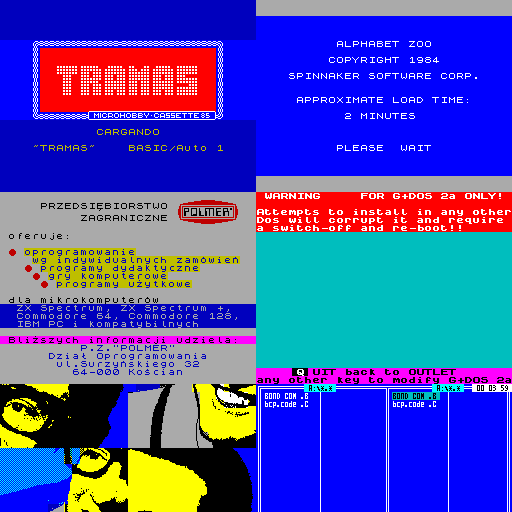 TRAMAS
MICROHOBBY·CASSETTE 85
CARGANDO
"TRAMAS" BASIC/Auto 1
ALPHABET ZOO
COPYRIGHT 1984
SPINNAKER SOFTWARE CORP.
APPROXIMATE LOAD TIME:
2 MINUTES
PLEASE WAIT
PRZEDSIĘBIORSTWO
ZAGRANICZNE
POLMER
oferuje:
oprogramowanie
wg indywidualnych zamówień
programy dydaktyczne
gry komputerowe
programy użytkowe
dla mikrokomputerów
ZX Spectrum, ZX Spectrum +,
Commodore 64, Commodore 128,
IBM PC i kompatybilnych
Bliższych informacji udziela:
P.Z."POLMER"
Dział Oprogramowania
ul.Surzyńskiego 32
64-000 Kościan
WARNING FOR G+DOS 2a ONLY!
Attempts to install in any other
Dos will corrupt it and require
a switch-off and re-boot!!
Q UIT back to OUTLET
any other key to modify G+DOS 2a
A:\*.* A:\*.* 00 03 59
BOND COM .B
bcp.code .C
BOND COM .B
bcp.code .C